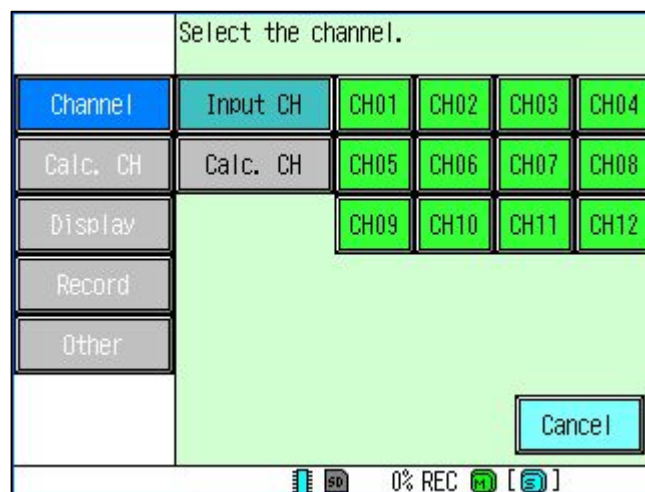 Select the channel.
Channel Input CH CH01 CH02 CH03 CH04
Calc. CH Calc. CH CH05 CH06 CH07 CH08
Display CH09 CH10 CH11 CH12
Record
Other
Cancel
SD 0% REC M [S]